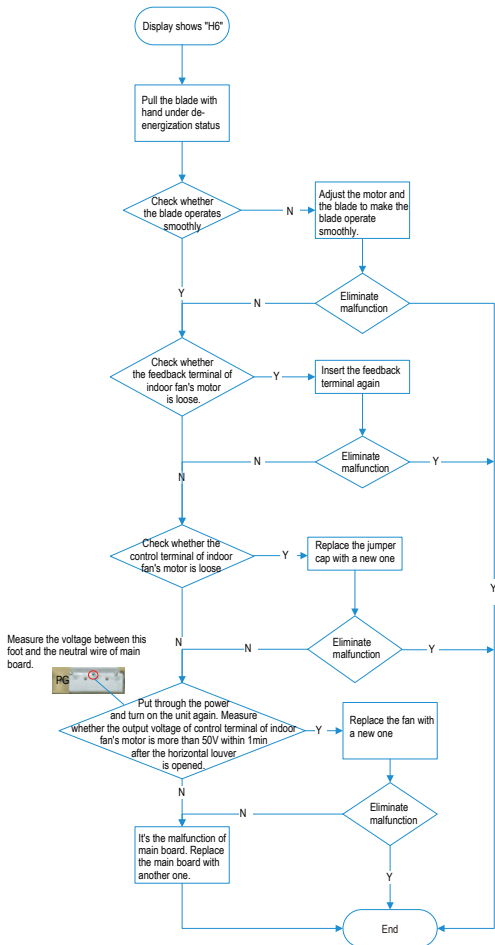 Display shows "H6"
Pull the blade with
hand under de-
energization status
Check whether
the blade operates
smoothly
N
Adjust the motor and
the blade to make the
blade operate
smoothly.
Y
N
Eliminate
malfunction
Check whether
the feedback terminal of
indoor fan's motor
is loose.
Y
Insert the feedback
terminal again
N
N
Eliminate
malfunction
Y
Check whether the
control terminal of indoor
fan's motor is loose
Y
Replace the jumper
cap with a new one
Y
N
N
Eliminate
malfunction
Y
Measure the voltage between this
foot and the neutral wire of main
board.
PG
Put through the power
and turn on the unit again. Measure
whether the output voltage of control terminal of indoor
fan's motor is more than 50V within 1min
after the horizontal louver
is opened.
Y
Replace the fan with
a new one
N
N
Eliminate
malfunction
It's the malfunction of
main board. Replace
the main board with
another one.
Y
End